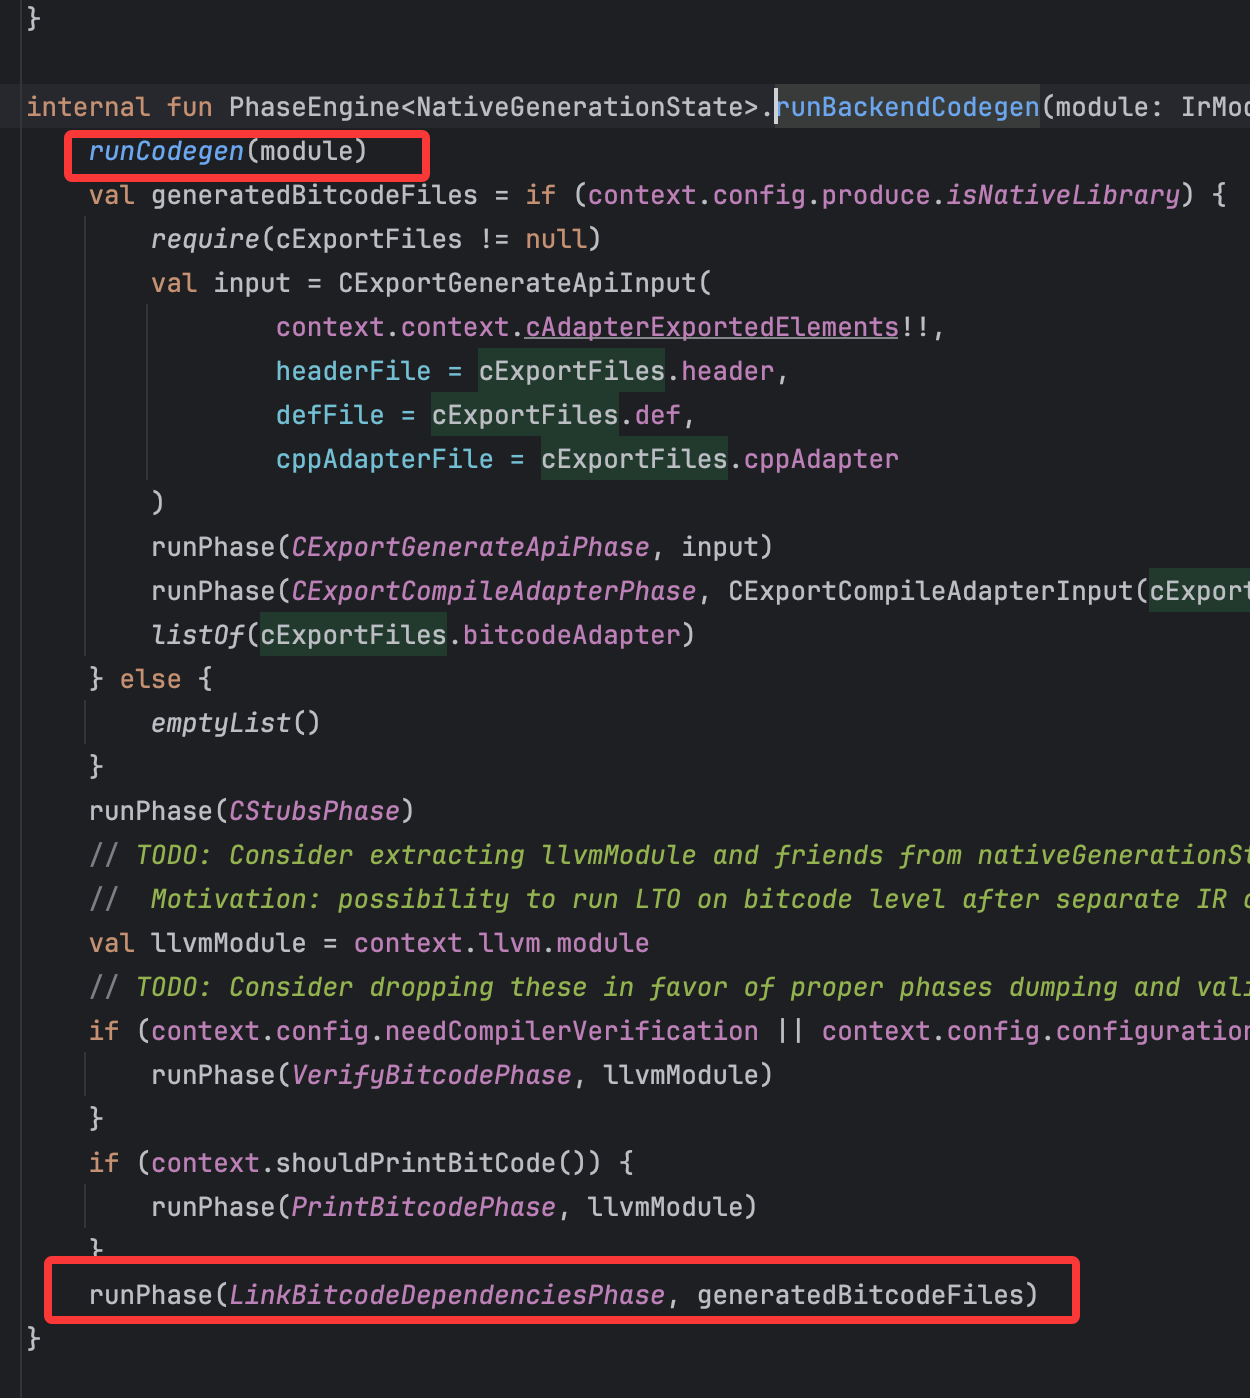 }
internal fun PhaseEngine<NativeGenerationState>.runBackendCodegen(module:
runCodegen(module)
val generatedBitcodeFiles = if (context.config.produce.isNativeLibrary) {
require(cExportFiles != null)
val input = CExportGenerateApiInput(
context.context.cAdapterExportedElements!!,
headerFile = cExportFiles.header,
defFile = cExportFiles.def,
cppAdapterFile = cExportFiles.cppAdapter
)
runPhase(CExportGenerateApiPhase, input)
runPhase(CExportCompileAdapterPhase, CExportCompileAdapterInput(
listOf(cExportFiles.bitcodeAdapter)
} else {
emptyList()
}
runPhase(CStubsPhase)
// TODO: Consider extracting llvmModule and friends from
// Motivation: possibility to run LTO on bitcode level after separate IR
val llvmModule = context.llvm.module
// TODO: Consider dropping these in favor of proper phases dumping and
if (context.config.needCompilerVerification || context.config.
runPhase(VerifyBitcodePhase, llvmModule)
}
if (context.shouldPrintBitCode()) {
runPhase(PrintBitcodePhase, llvmModule)
}
runPhase(LinkBitcodeDependenciesPhase, generatedBitcodeFiles)
}